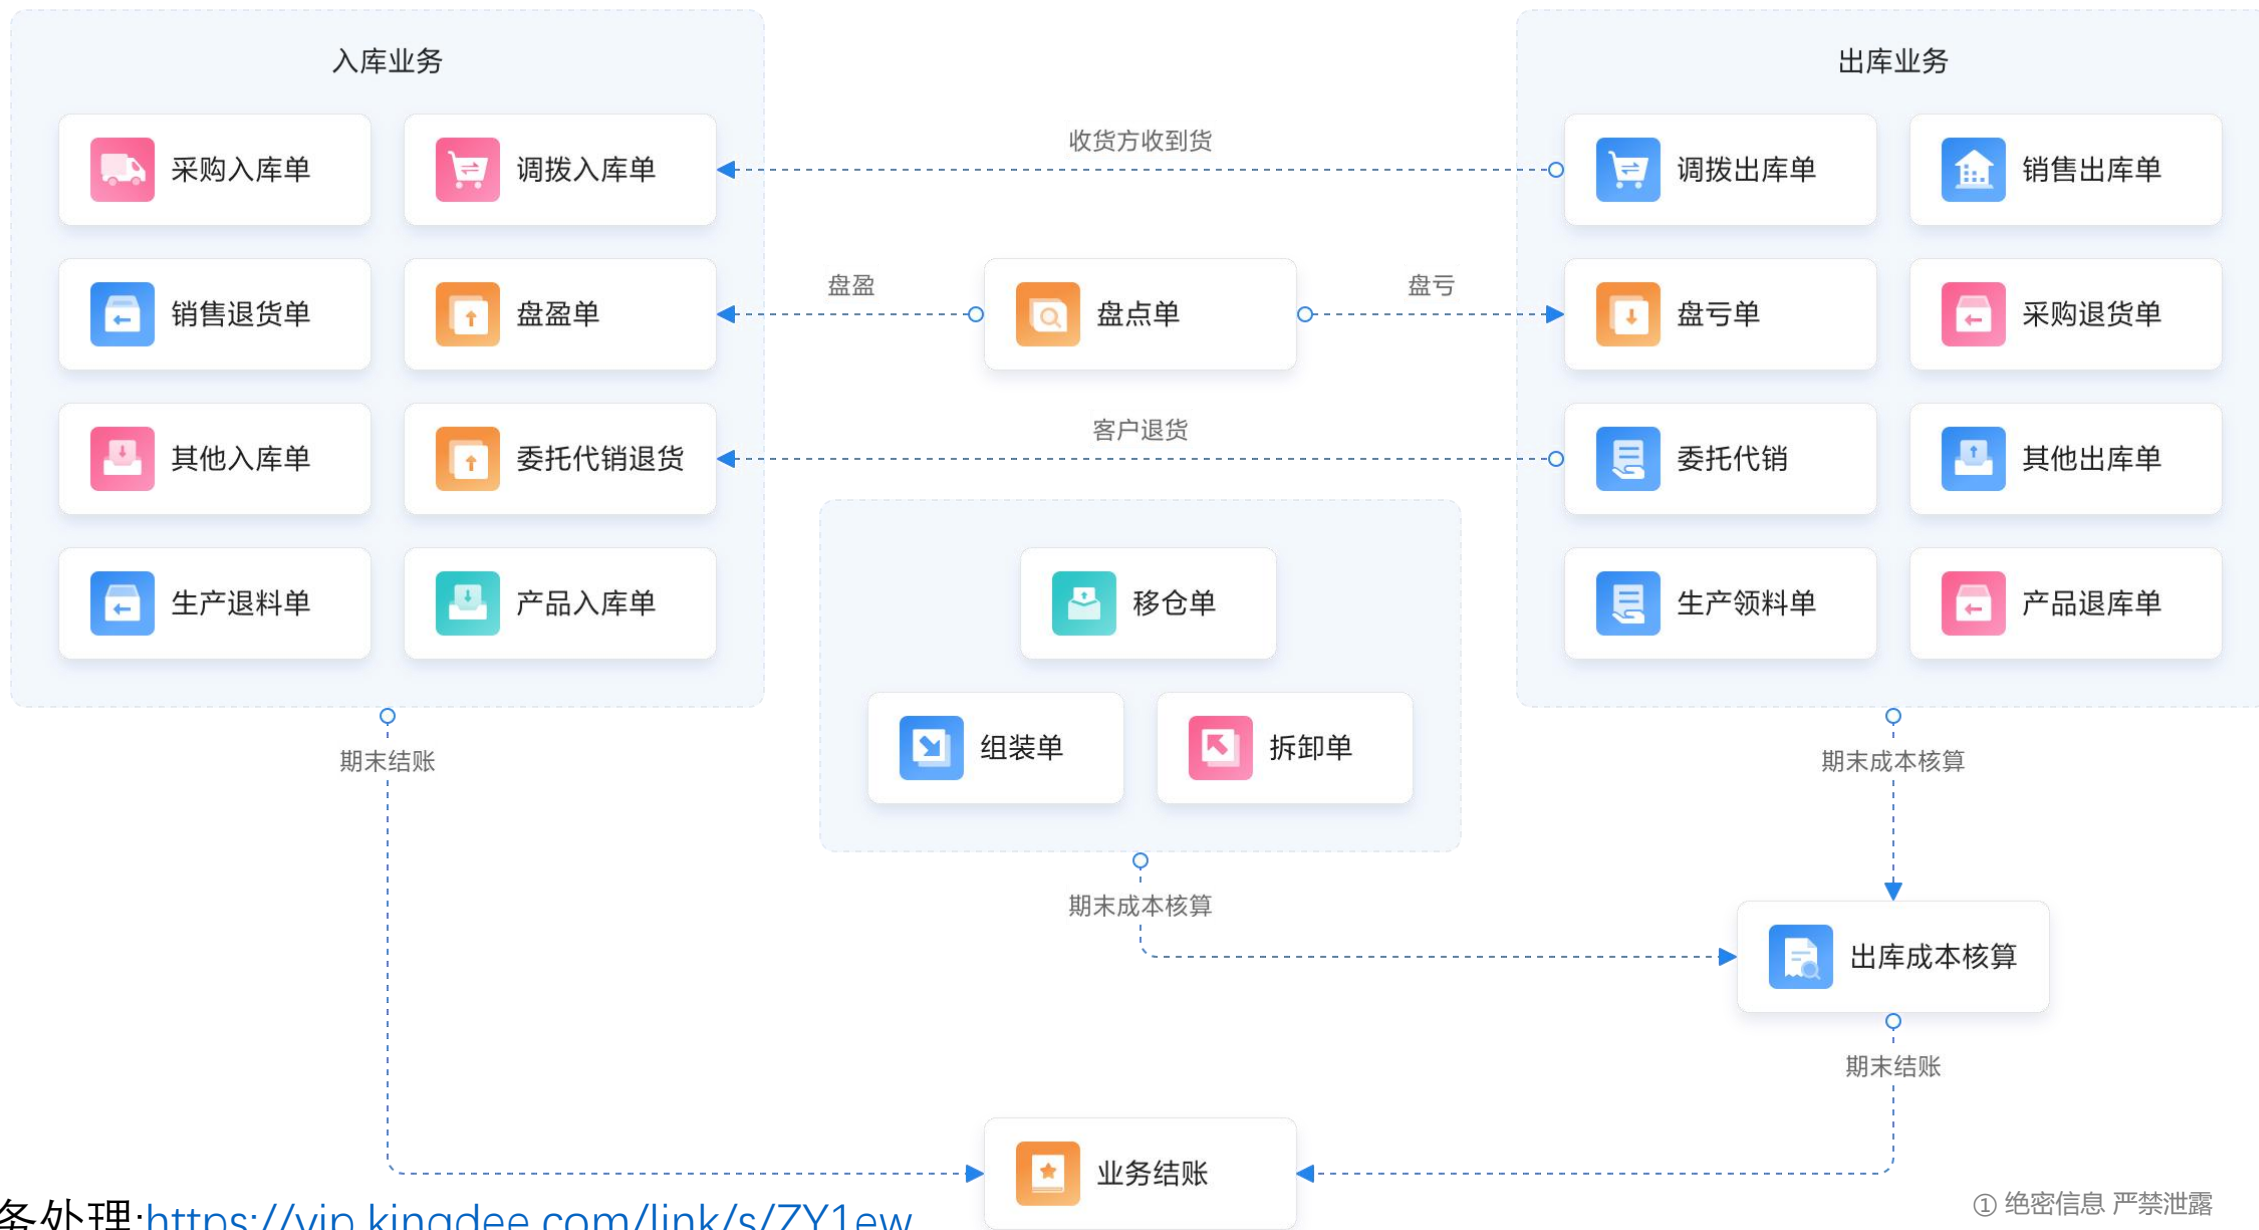 入库业务
出库业务
采购入库单
调拨入库单
收货方收到货
调拨出库单
销售出库单
销售退货单
盘盈单
盘盈
盘点单
盘亏
盘亏单
采购退货单
其他入库单
委托代销退货
客户退货
委托代销
其他出库单
生产退料单
产品入库单
移仓单
生产领料单
产品退库单
组装单
拆卸单
期末结账
期末成本核算
期末成本核算
出库成本核算
期末结账
业务结账
务处理:https://vip.kingdee.com/link/s/ZY1ew
① 绝密信息 严禁泄露